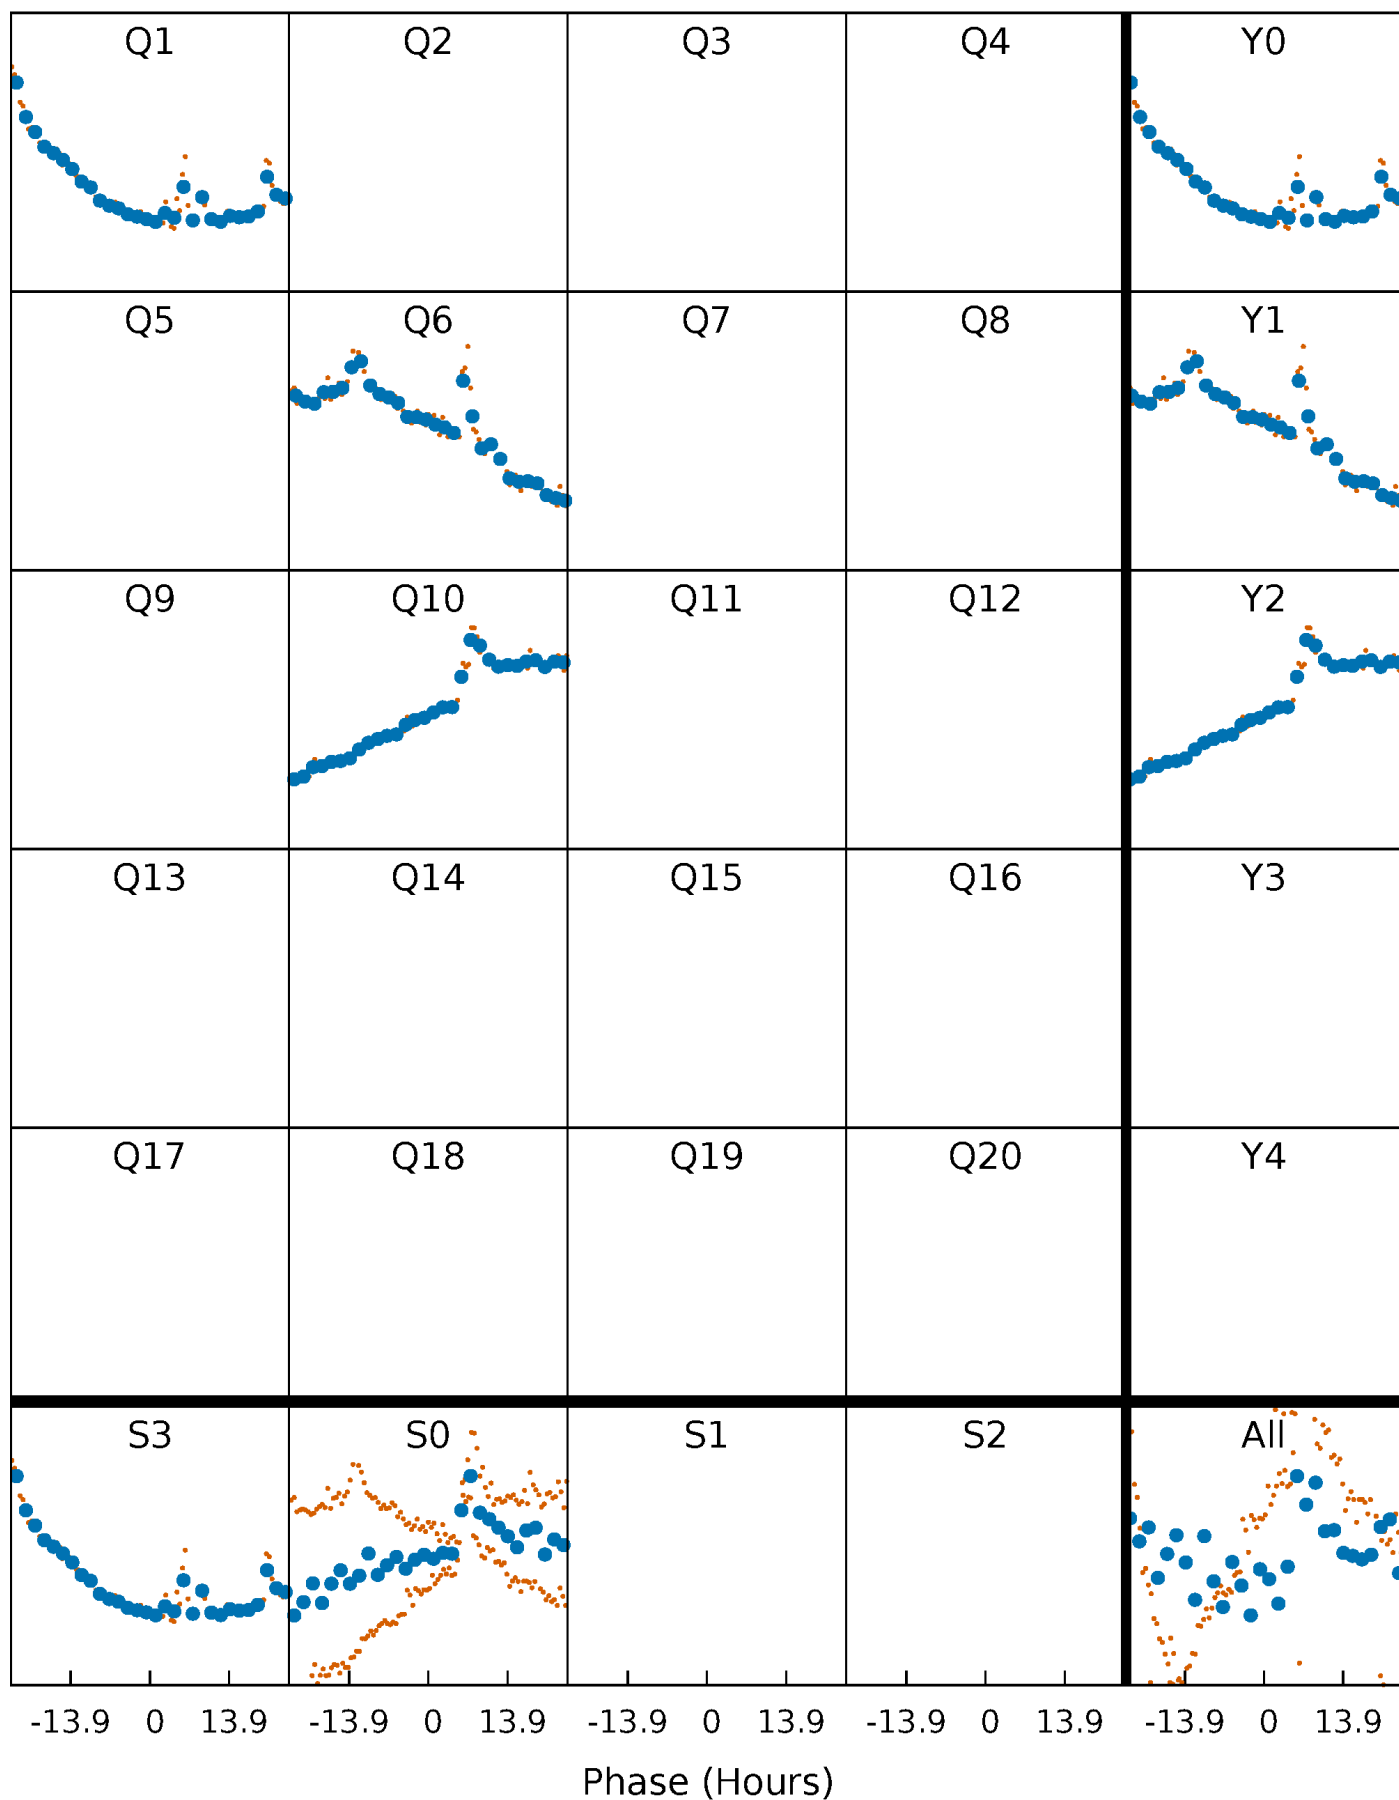 Q1 Q2 Q3 Q4 Y0
Q5 Q6 Q7 Q8 Y1
Q9 Q10 Q11 Q12 Y2
Q13 Q14 Q15 Q16 Y3
Q17 Q18 Q19 Q20 Y4
S3 S0 S1 S2 All
-13.9 0 13.9 -13.9 0 13.9 -13.9 0 13.9 -13.9 0 13.9 -13.9 0 13.9
Phase (Hours)